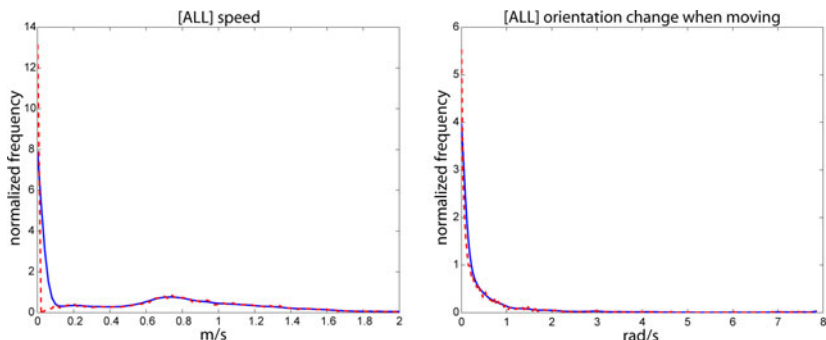 [ALL] speed
14
12
10
8
6
4
2
0
normalized frequency
0 0.2 0.4 0.6 0.8 1 1.2 1.4 1.6 1.8 2
m/s
[ALL] orientation change when moving
6
5
4
3
2
1
0
normalized frequency
0 1 2 3 4 5 6 7 8
rad/s